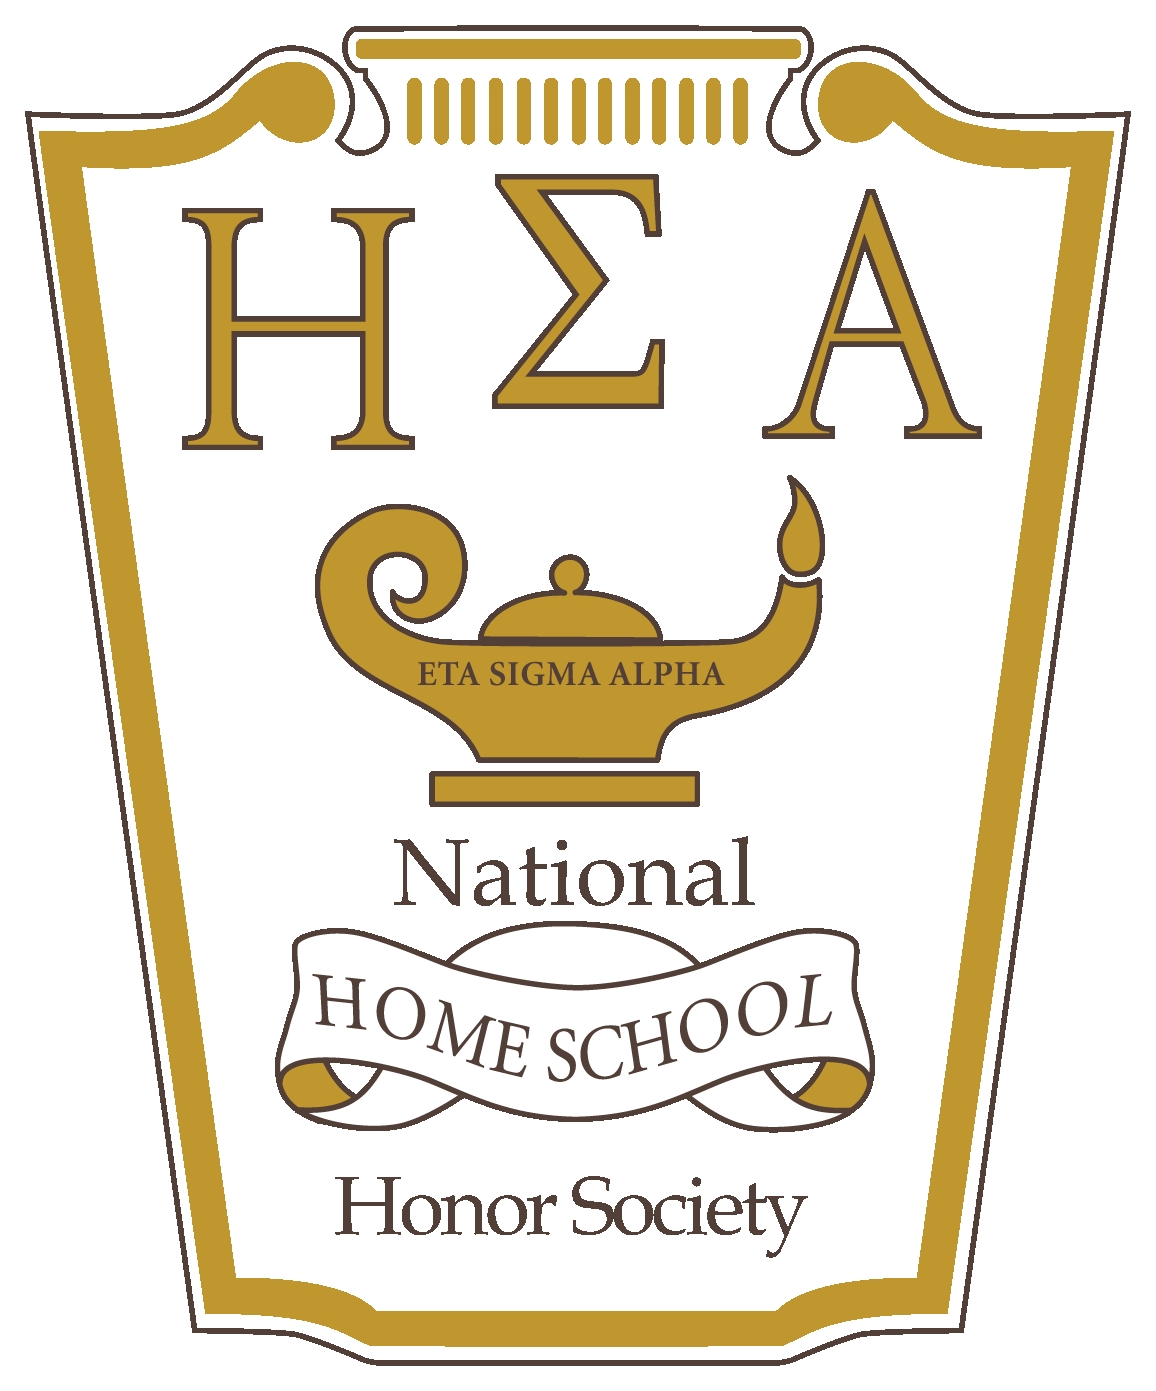 ΗΣΑ
ETA SIGMA ALPHA
National
HOME SCHOOL
Honor Society